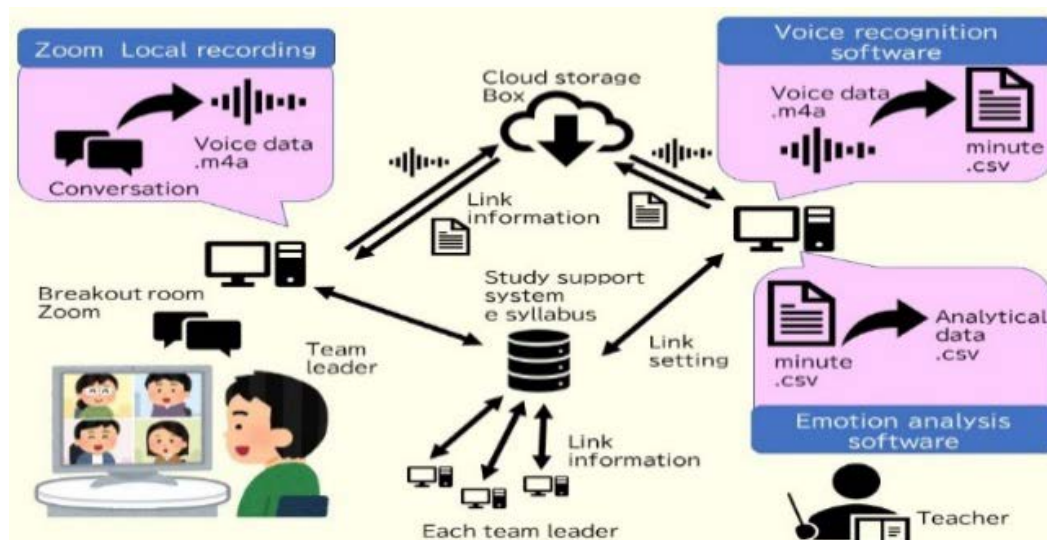 Zoom Local recording
Conversation
Voice data
.m4a
Cloud storage
Box
Voice recognition
software
Voice data
.m4a
minute
.csv
Link
information
Breakout room
Zoom
Team
leader
Study support
system
e syllabus
Link
setting
Link
information
Each team leader
minute
.csv
Analytical
data
.csv
Emotion analysis
software
Teacher